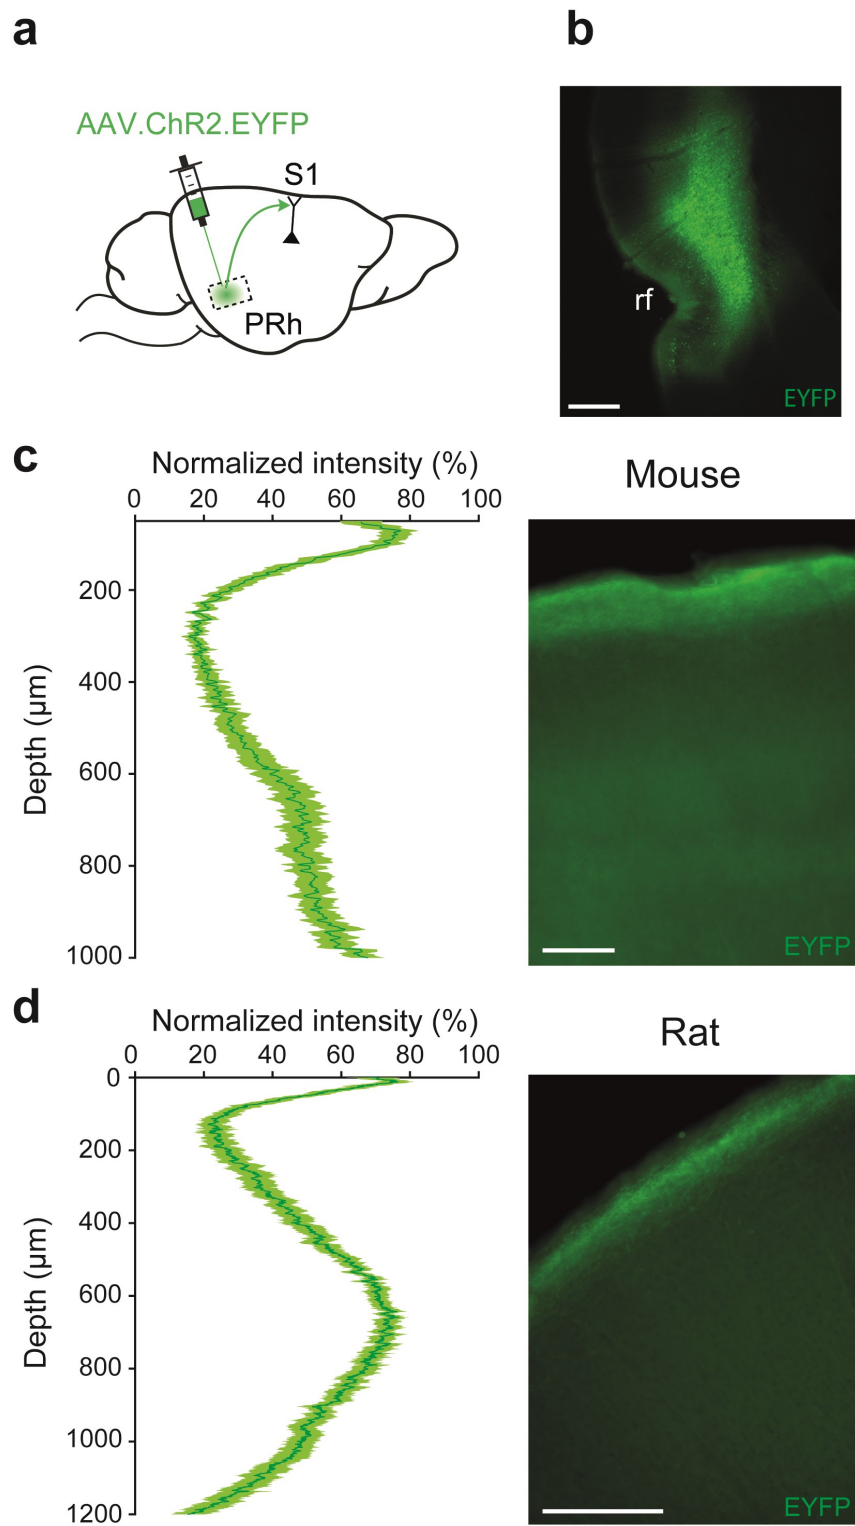 a
AAV.ChR2.EYFP
S1
PRh
b
rf
EYFP
c
Normalized intensity (%)
0 20 40 60 80 100
Depth (µm)
200
400
600
800
1000
Mouse
EYFP
d
Normalized intensity (%)
0 20 40 60 80 100
Depth (µm)
0
200
400
600
800
1000
1200
Rat
EYFP